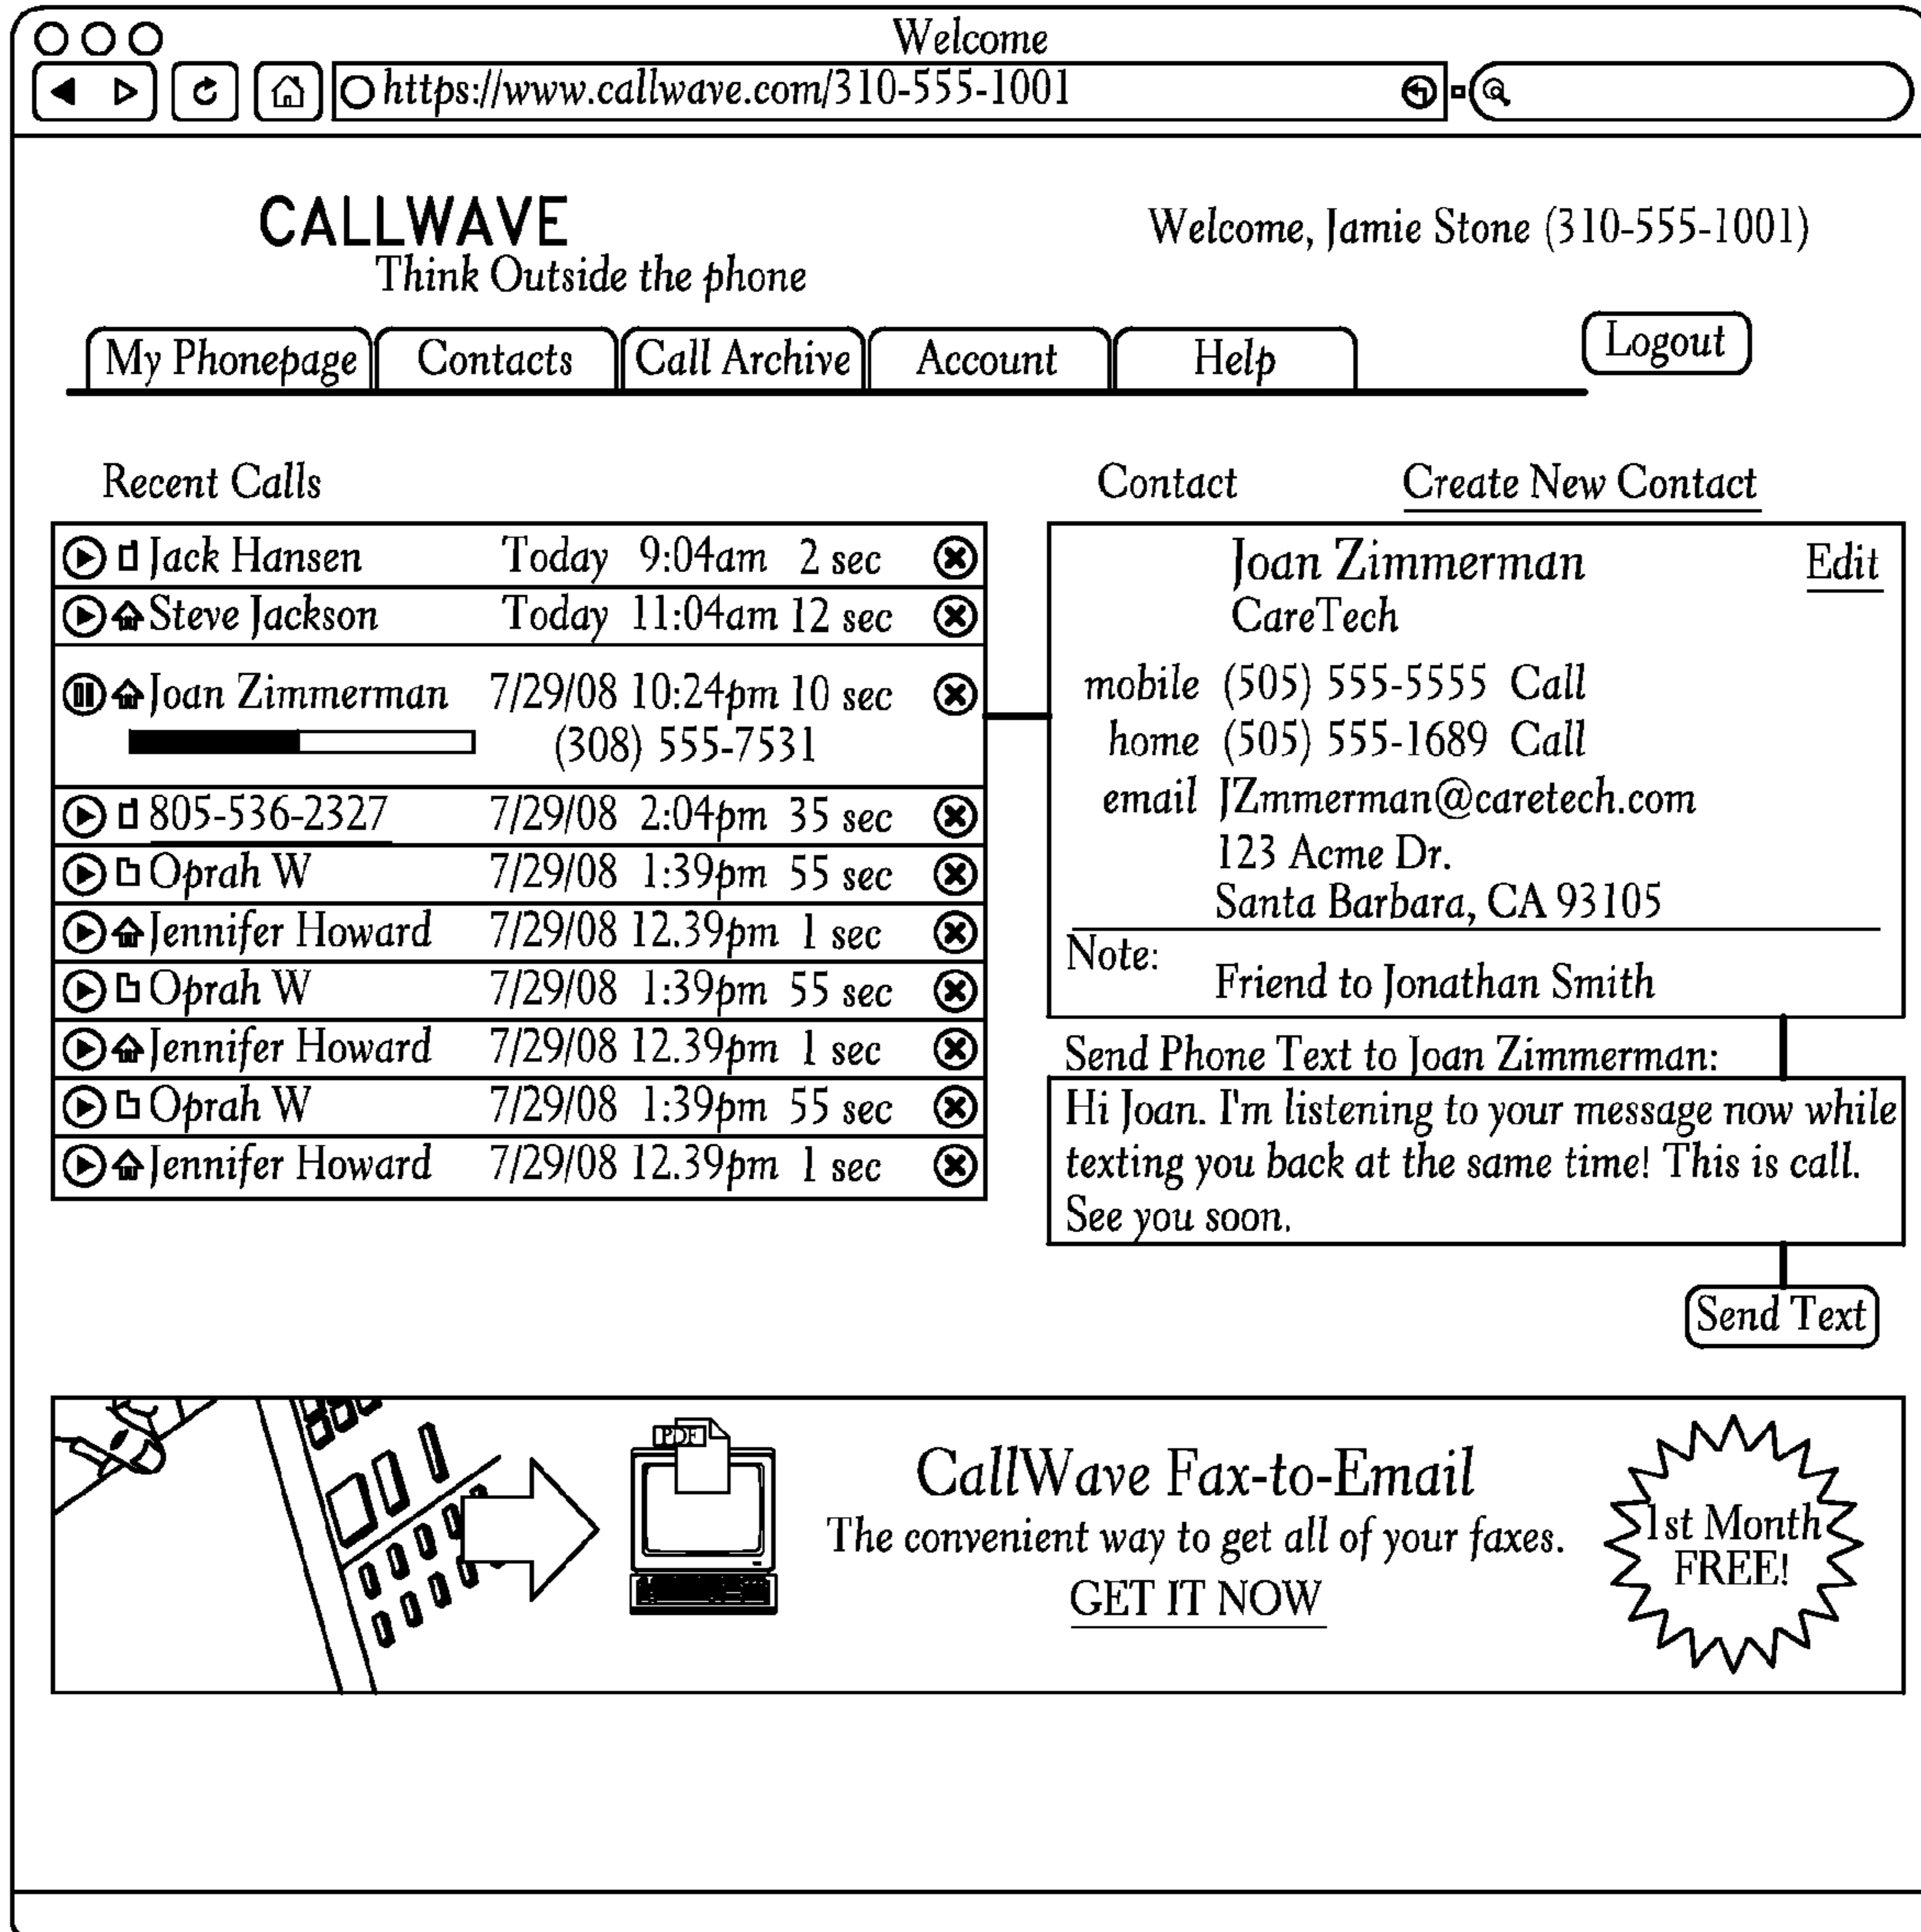 Welcome
https://www.callwave.com/310-555-1001
CALLWAVE
Think Outside the phone
Welcome, Jamie Stone (310-555-1001)
My Phonepage Contacts Call Archive Account Help Logout
Recent Calls
Jack Hansen Today 9:04am 2 sec
Steve Jackson Today 11:04am 12 sec
Joan Zimmerman 7/29/08 10:24pm 10 sec
(308) 555-7531
805-536-2327 7/29/08 2:04pm 35 sec
Oprah W 7/29/08 1:39pm 55 sec
Jennifer Howard 7/29/08 12.39pm 1 sec
Oprah W 7/29/08 1:39pm 55 sec
Jennifer Howard 7/29/08 12.39pm 1 sec
Oprah W 7/29/08 1:39pm 55 sec
Jennifer Howard 7/29/08 12.39pm 1 sec
Contact Create New Contact
Joan Zimmerman Edit
CareTech
mobile (505) 555-5555 Call
home (505) 555-1689 Call
email JZmmerman@caretech.com
123 Acme Dr.
Santa Barbara, CA 93105
Note:
Friend to Jonathan Smith
Send Phone Text to Joan Zimmerman:
Hi Joan. I'm listening to your message now while
texting you back at the same time! This is call.
See you soon.
Send Text
PDF
CallWave Fax-to-Email
The convenient way to get all of your faxes.
GET IT NOW
1st Month
FREE!